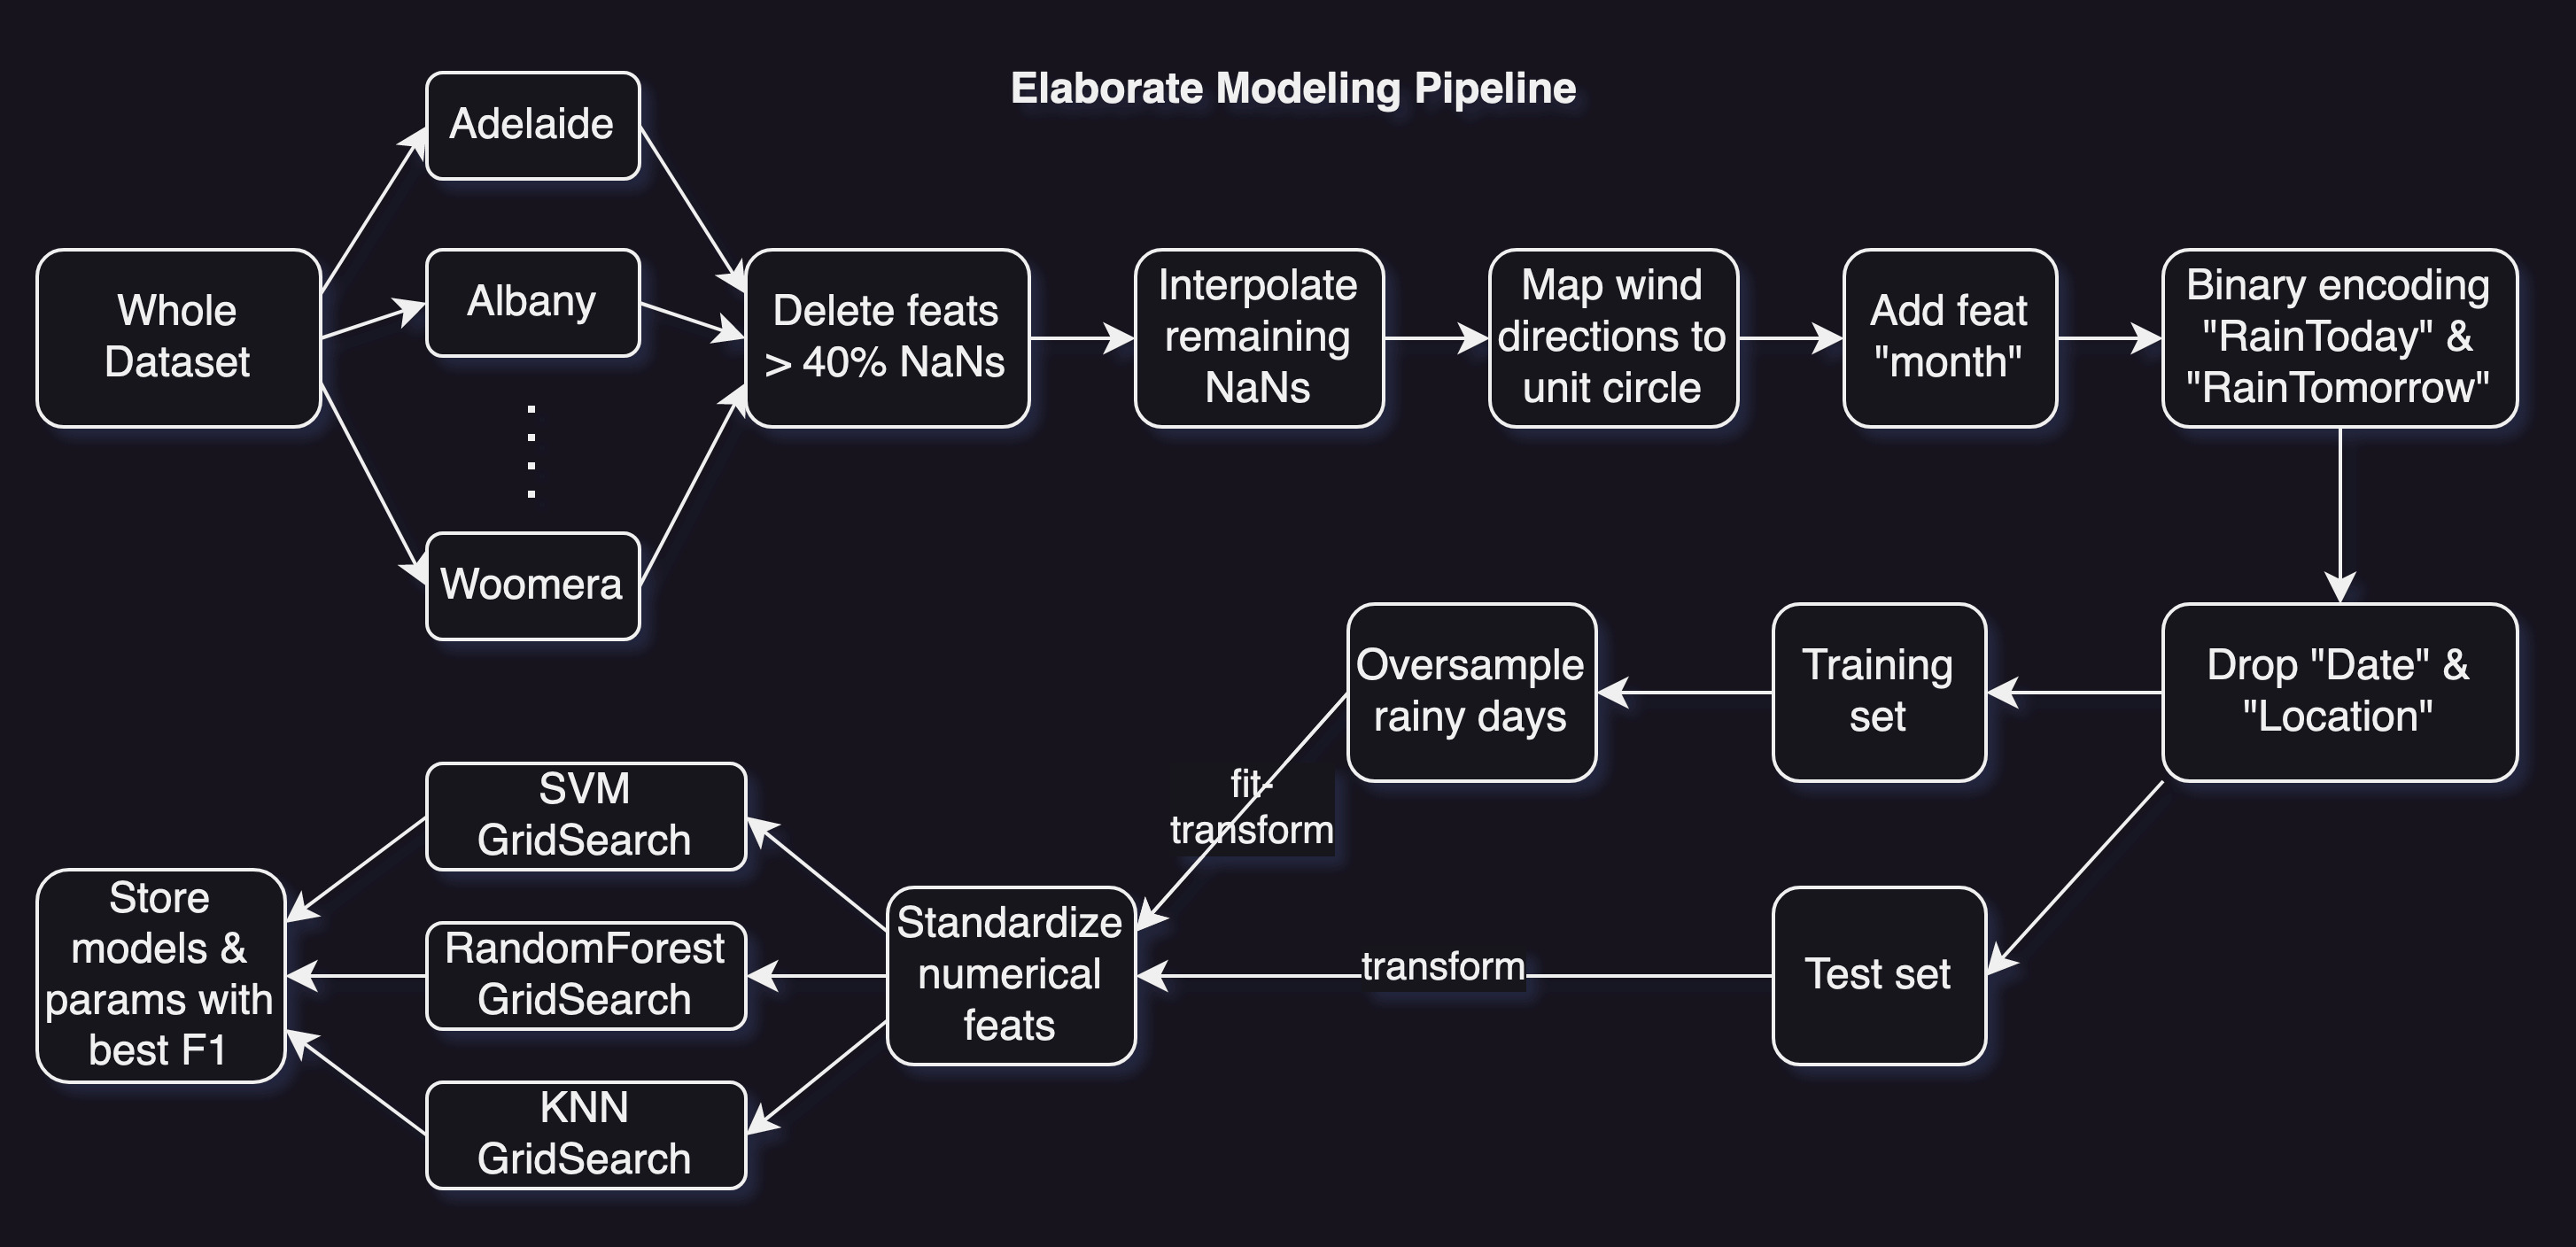 Elaborate Modeling Pipeline
Whole
Dataset
Adelaide
Albany
Woomera
Delete feats
> 40% NaNs
Interpolate
remaining
NaNs
Map wind
directions to
unit circle
Add feat
"month"
Binary encoding
"RainToday" &
"RainTomorrow"
Drop "Date" &
"Location"
Training
set
Oversample
rainy days
fit-
transform
Test set
transform
Standardize
numerical
feats
SVM
GridSearch
RandomForest
GridSearch
KNN
GridSearch
Store
models &
params with
best F1